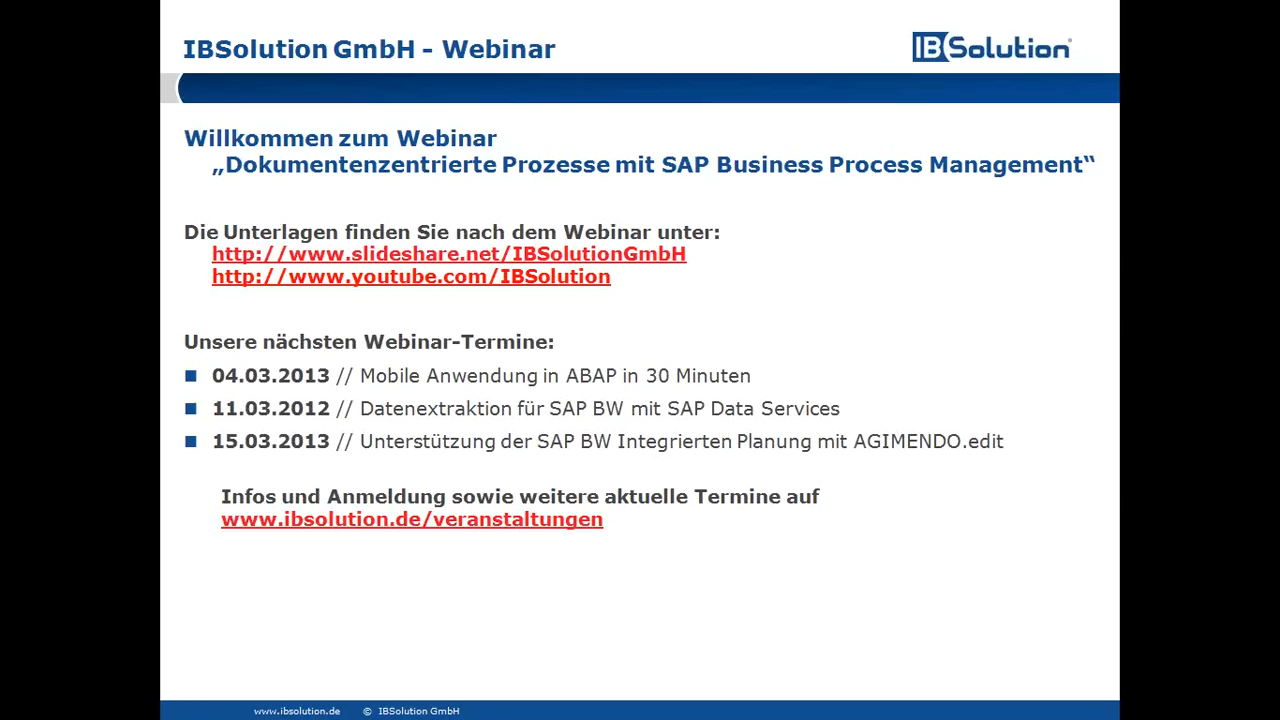 IBSolution GmbH - Webinar
IBSolution
Willkommen zum Webinar
„Dokumentenzentrierte Prozesse mit SAP Business Process Management“
Die Unterlagen finden Sie nach dem Webinar unter:
http://www.slideshare.net/IBSolutionGmbH
http://www.youtube.com/IBSolution
Unsere nächsten Webinar-Termine:
04.03.2013 // Mobile Anwendung in ABAP in 30 Minuten
11.03.2012 // Datenextraktion für SAP BW mit SAP Data Services
15.03.2013 // Unterstützung der SAP BW Integrierten Planung mit AGIMENDO.edit
Infos und Anmeldung sowie weitere aktuelle Termine auf
www.ibsolution.de/veranstaltungen
www.ibsolution.de © IBSolution GmbH